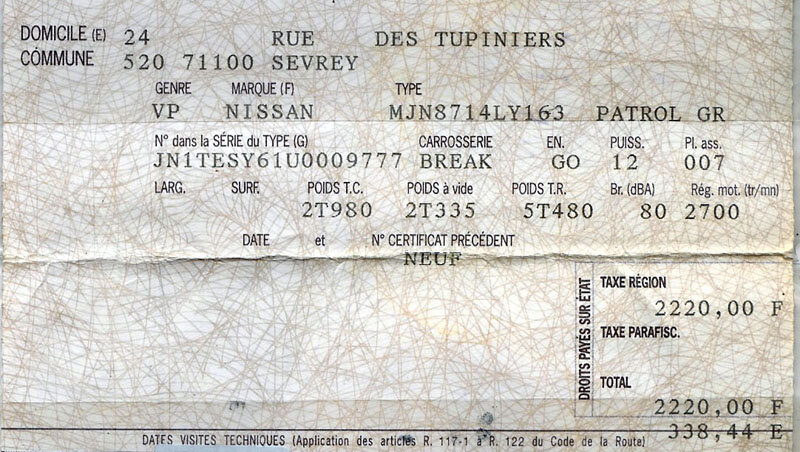 DOMICILE (E) 24 RUE DES TUPINIERS
COMMUNE 520 71100 SEVREY
GENRE MARQUE (F) TYPE
VP NISSAN MJN8714LY163 PATROL GR
N° dans la SÉRIE du TYPE (G) CARROSSERIE EN. PUISS. Pl. ass.
JN1TESY61U0009777 BREAK GO 12 007
LARG. SURF. POIDS T.C. POIDS à vide POIDS T.R. Br. (dBA) Rég. mot. (tr/mn)
2T980 2T335 5T480 80 2700
DATE et N° CERTIFICAT PRÉCÉDENT
NEUF
DROITS PAYÉS SUR ÉTAT
TAXE RÉGION
2220,00 F
TAXE PARAFISC.
TOTAL
2220,00 F
338,44 E
DATES VISITES TECHNIQUES (Application des articles R. 117-1 à R. 122 du Code de la Route)